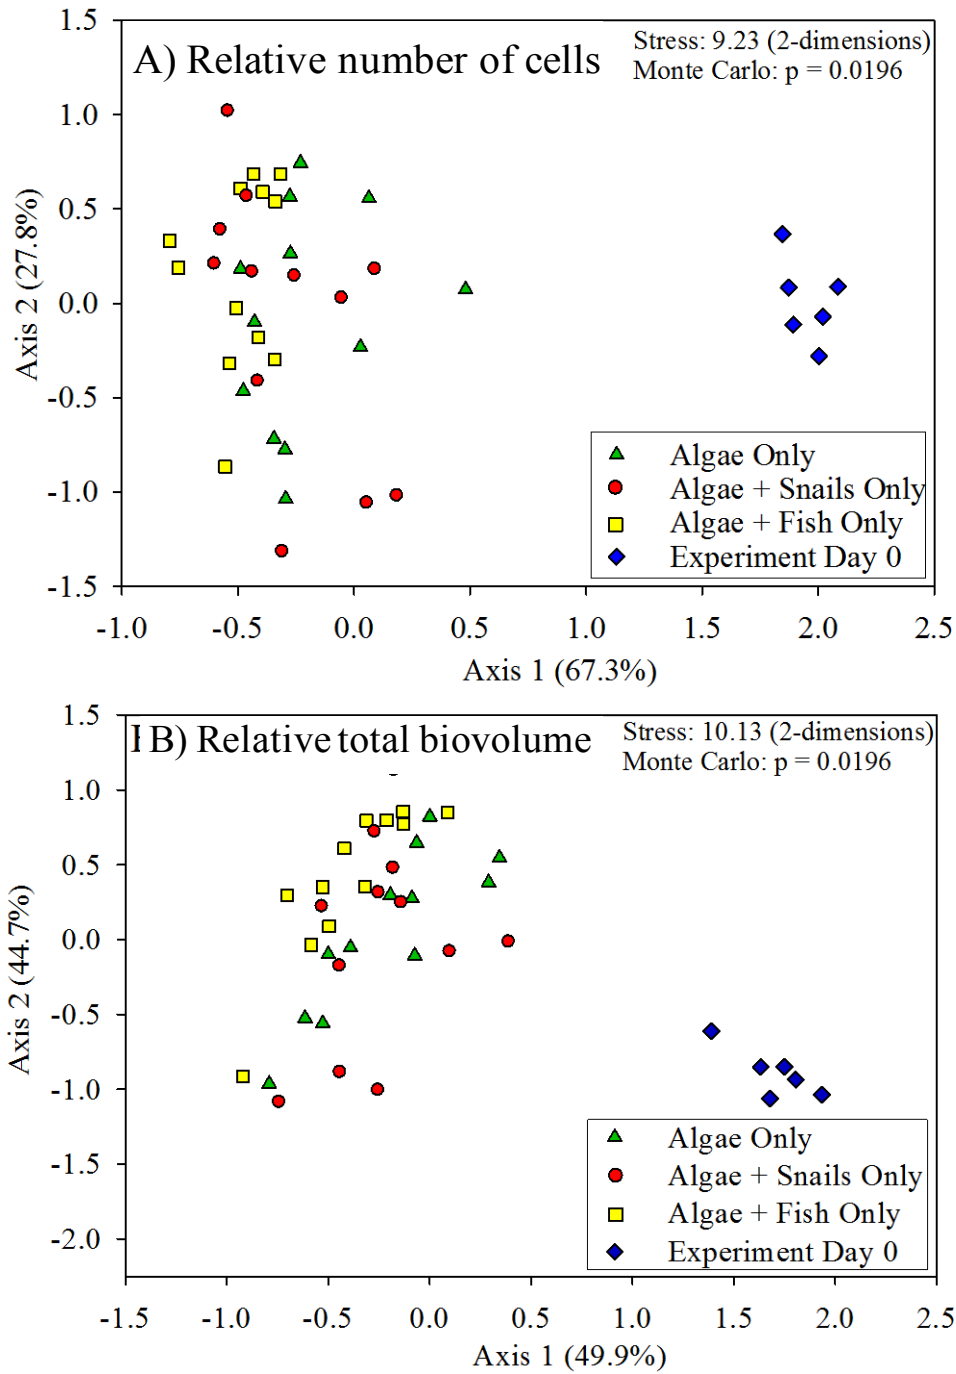 A) Relative number of cells
Stress: 9.23 (2-dimensions)
Monte Carlo: p = 0.0196
1.5
1.0
0.5
0.0
-0.5
-1.0
-1.5
Axis 2 (27.8%)
Algae Only
Algae + Snails Only
Algae + Fish Only
Experiment Day 0
-1.0 -0.5 0.0 0.5 1.0 1.5 2.0 2.5
Axis 1 (67.3%)
B) Relative total biovolume
Stress: 10.13 (2-dimensions)
Monte Carlo: p = 0.0196
1.5
1.0
0.5
0.0
-0.5
-1.0
-1.5
-2.0
Axis 2 (44.7%)
Algae Only
Algae + Snails Only
Algae + Fish Only
Experiment Day 0
-1.5 -1.0 -0.5 0.0 0.5 1.0 1.5 2.0 2.5
Axis 1 (49.9%)